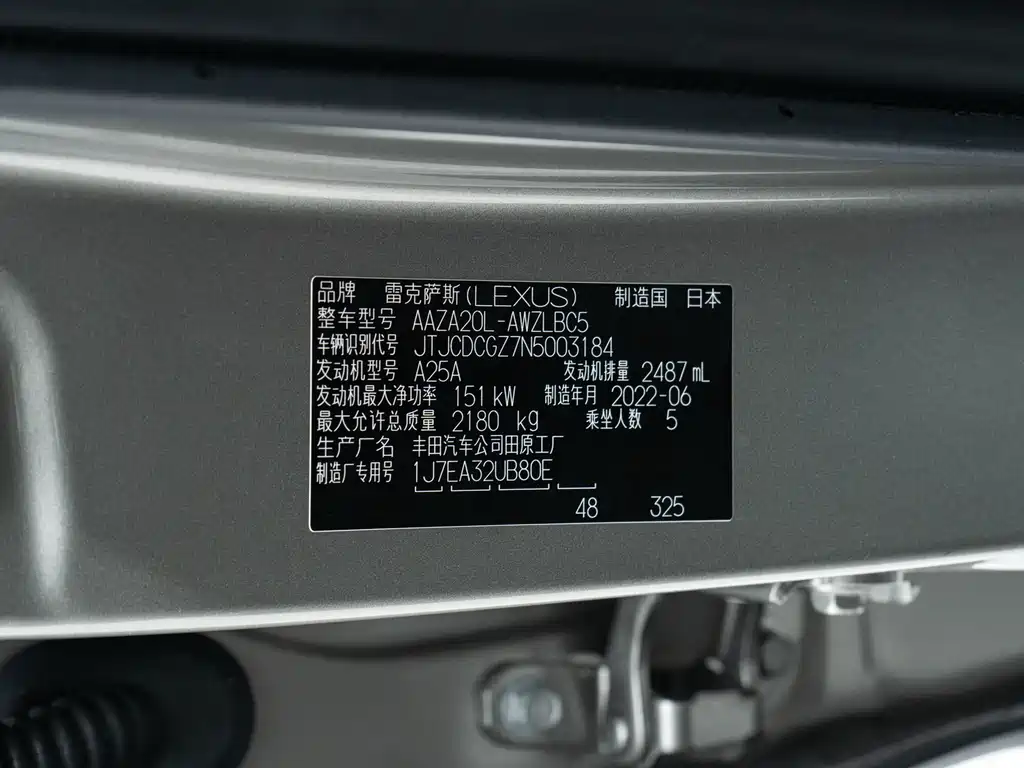 品牌 雷克萨斯(LEXUS) 制造国 日本
整车型号 AAZA20L-AWZLBC5
车辆识别代号 JTJCDCGZ7N5003184
发动机型号 A25A 发动机排量 2487 mL
发动机最大净功率 151 kW 制造年月 2022-06
最大允许总质量 2180 kg 乘坐人数 5
生产厂名 丰田汽车公司田原工厂
制造厂专用号 1J7EA32UB80E
48 325